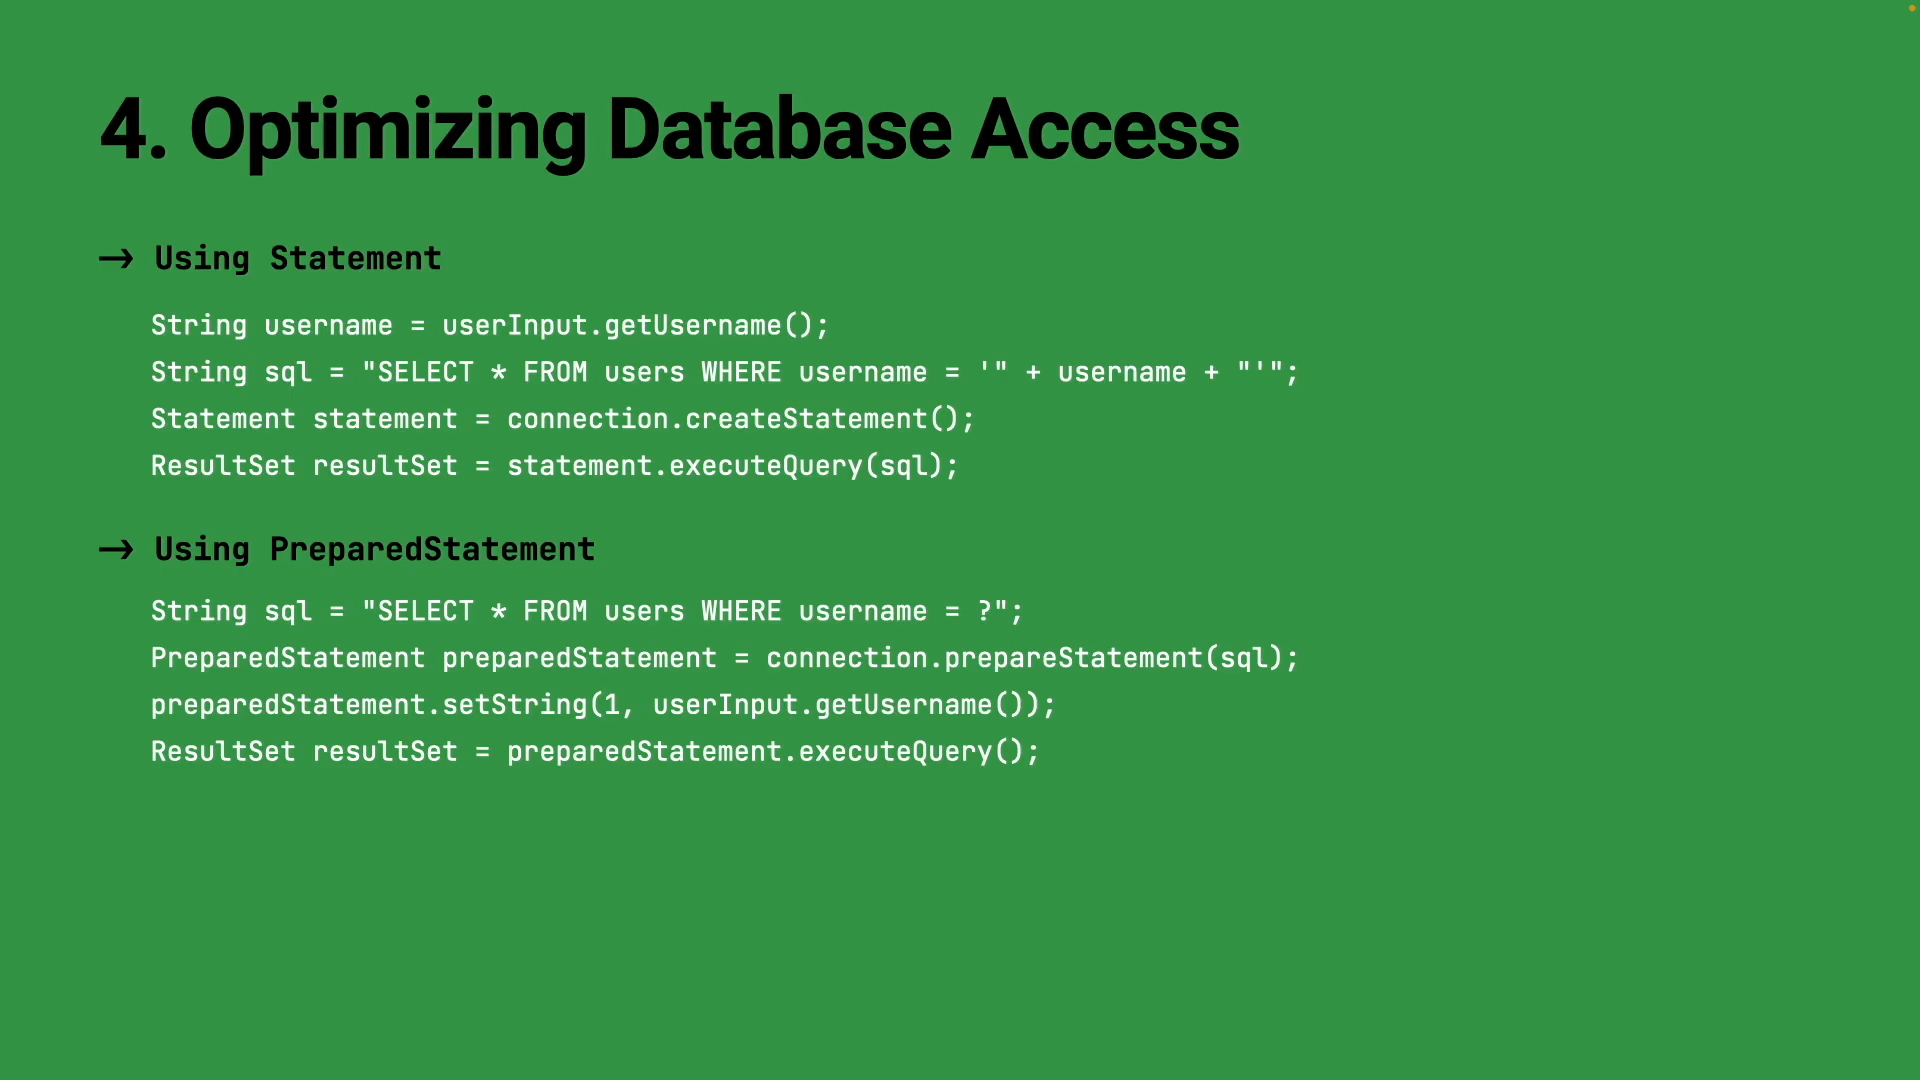 4. Optimizing Database Access
→ Using Statement
String username = userInput.getUsername();
String sql = "SELECT * FROM users WHERE username = '" + username + "'";
Statement statement = connection.createStatement();
ResultSet resultSet = statement.executeQuery(sql);
→ Using PreparedStatement
String sql = "SELECT * FROM users WHERE username = ?";
PreparedStatement preparedStatement = connection.prepareStatement(sql);
preparedStatement.setString(1, userInput.getUsername());
ResultSet resultSet = preparedStatement.executeQuery();